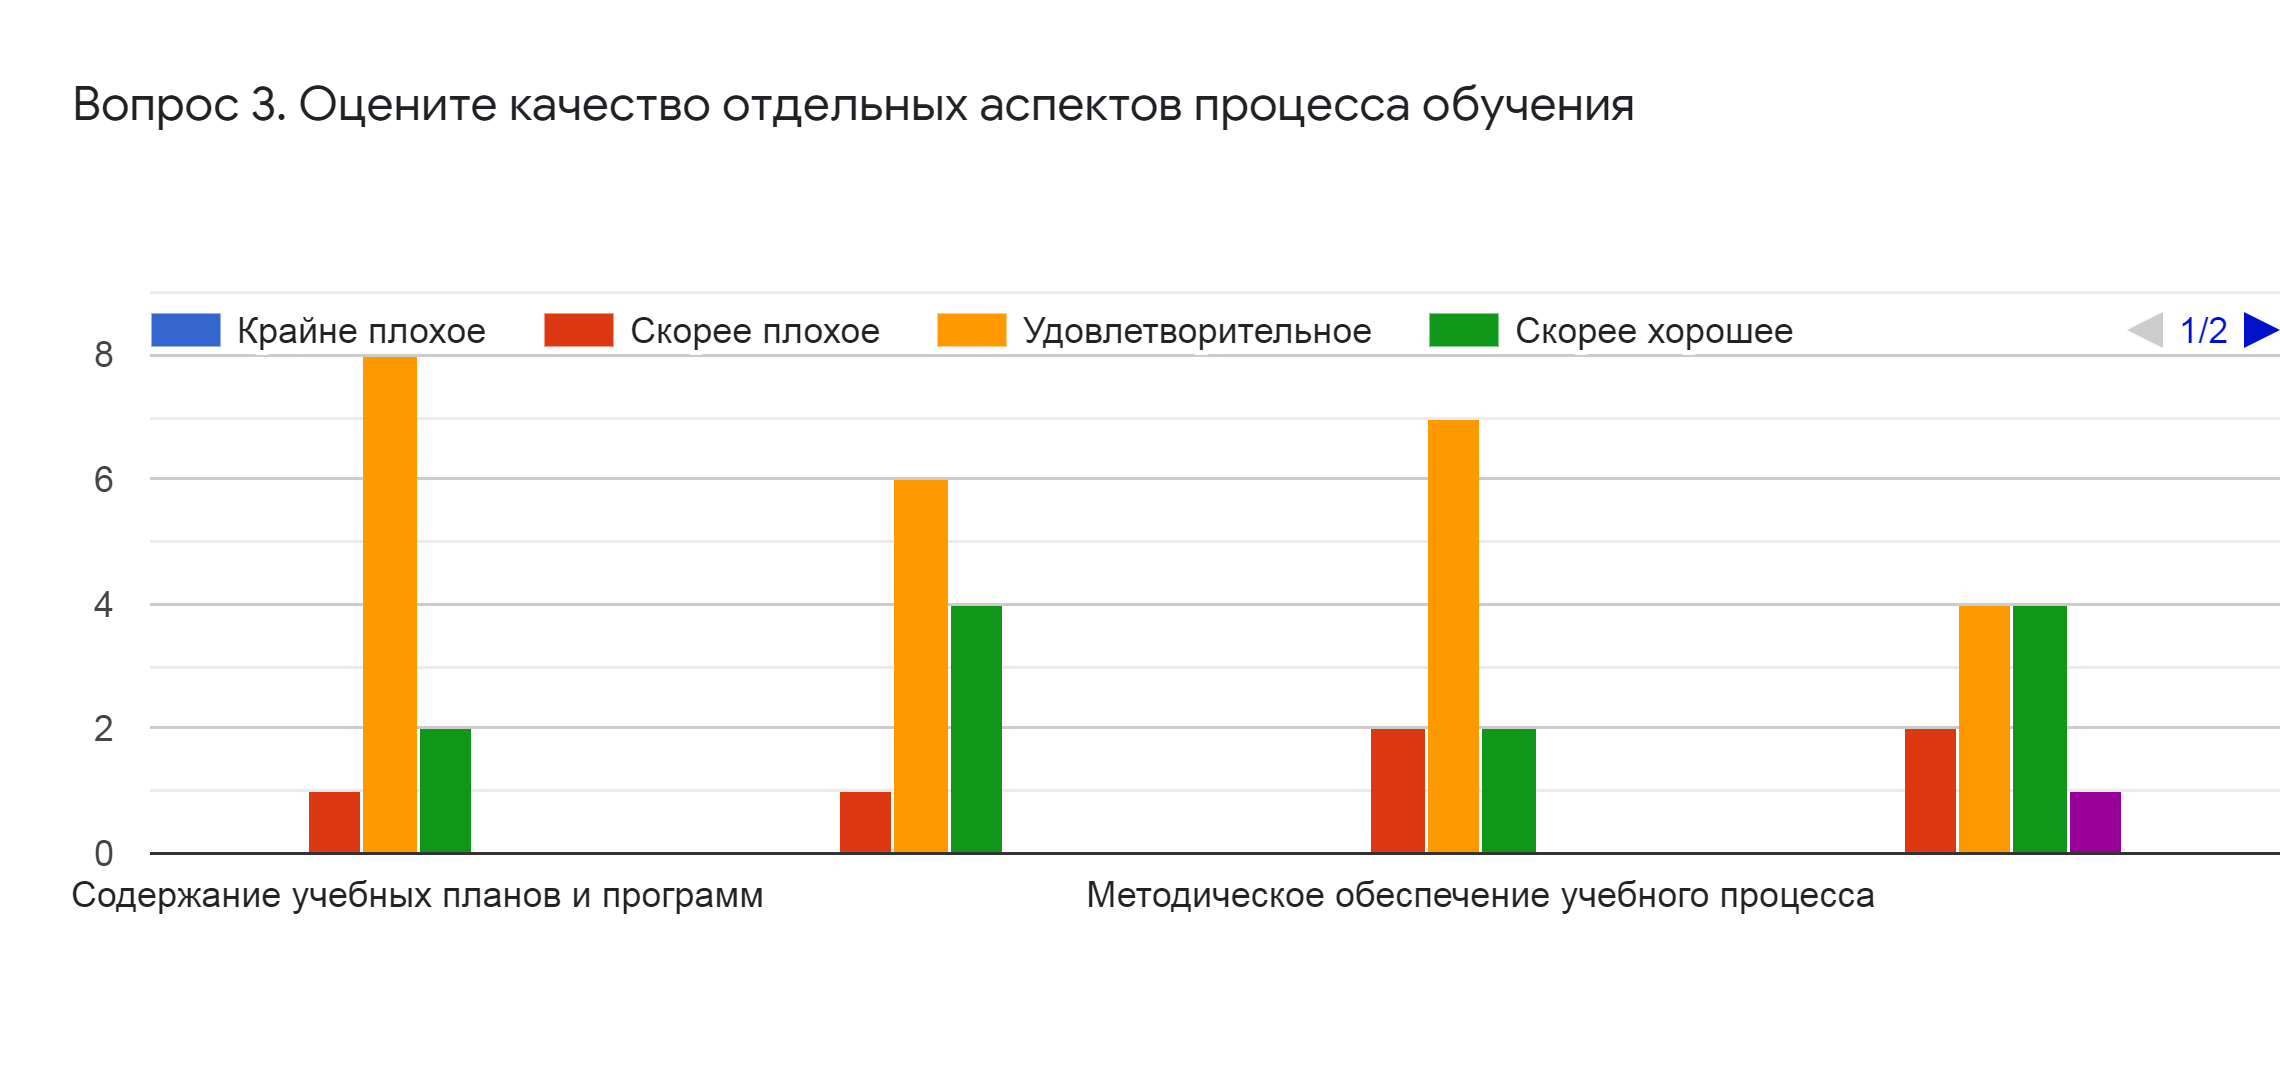 Вопрос 3. Оцените качество отдельных аспектов процесса обучения
Крайне плохое Скорее плохое Удовлетворительное Скорее хорошее 1/2
8
6
4
2
0
Содержание учебных планов и программ Методическое обеспечение учебного процесса